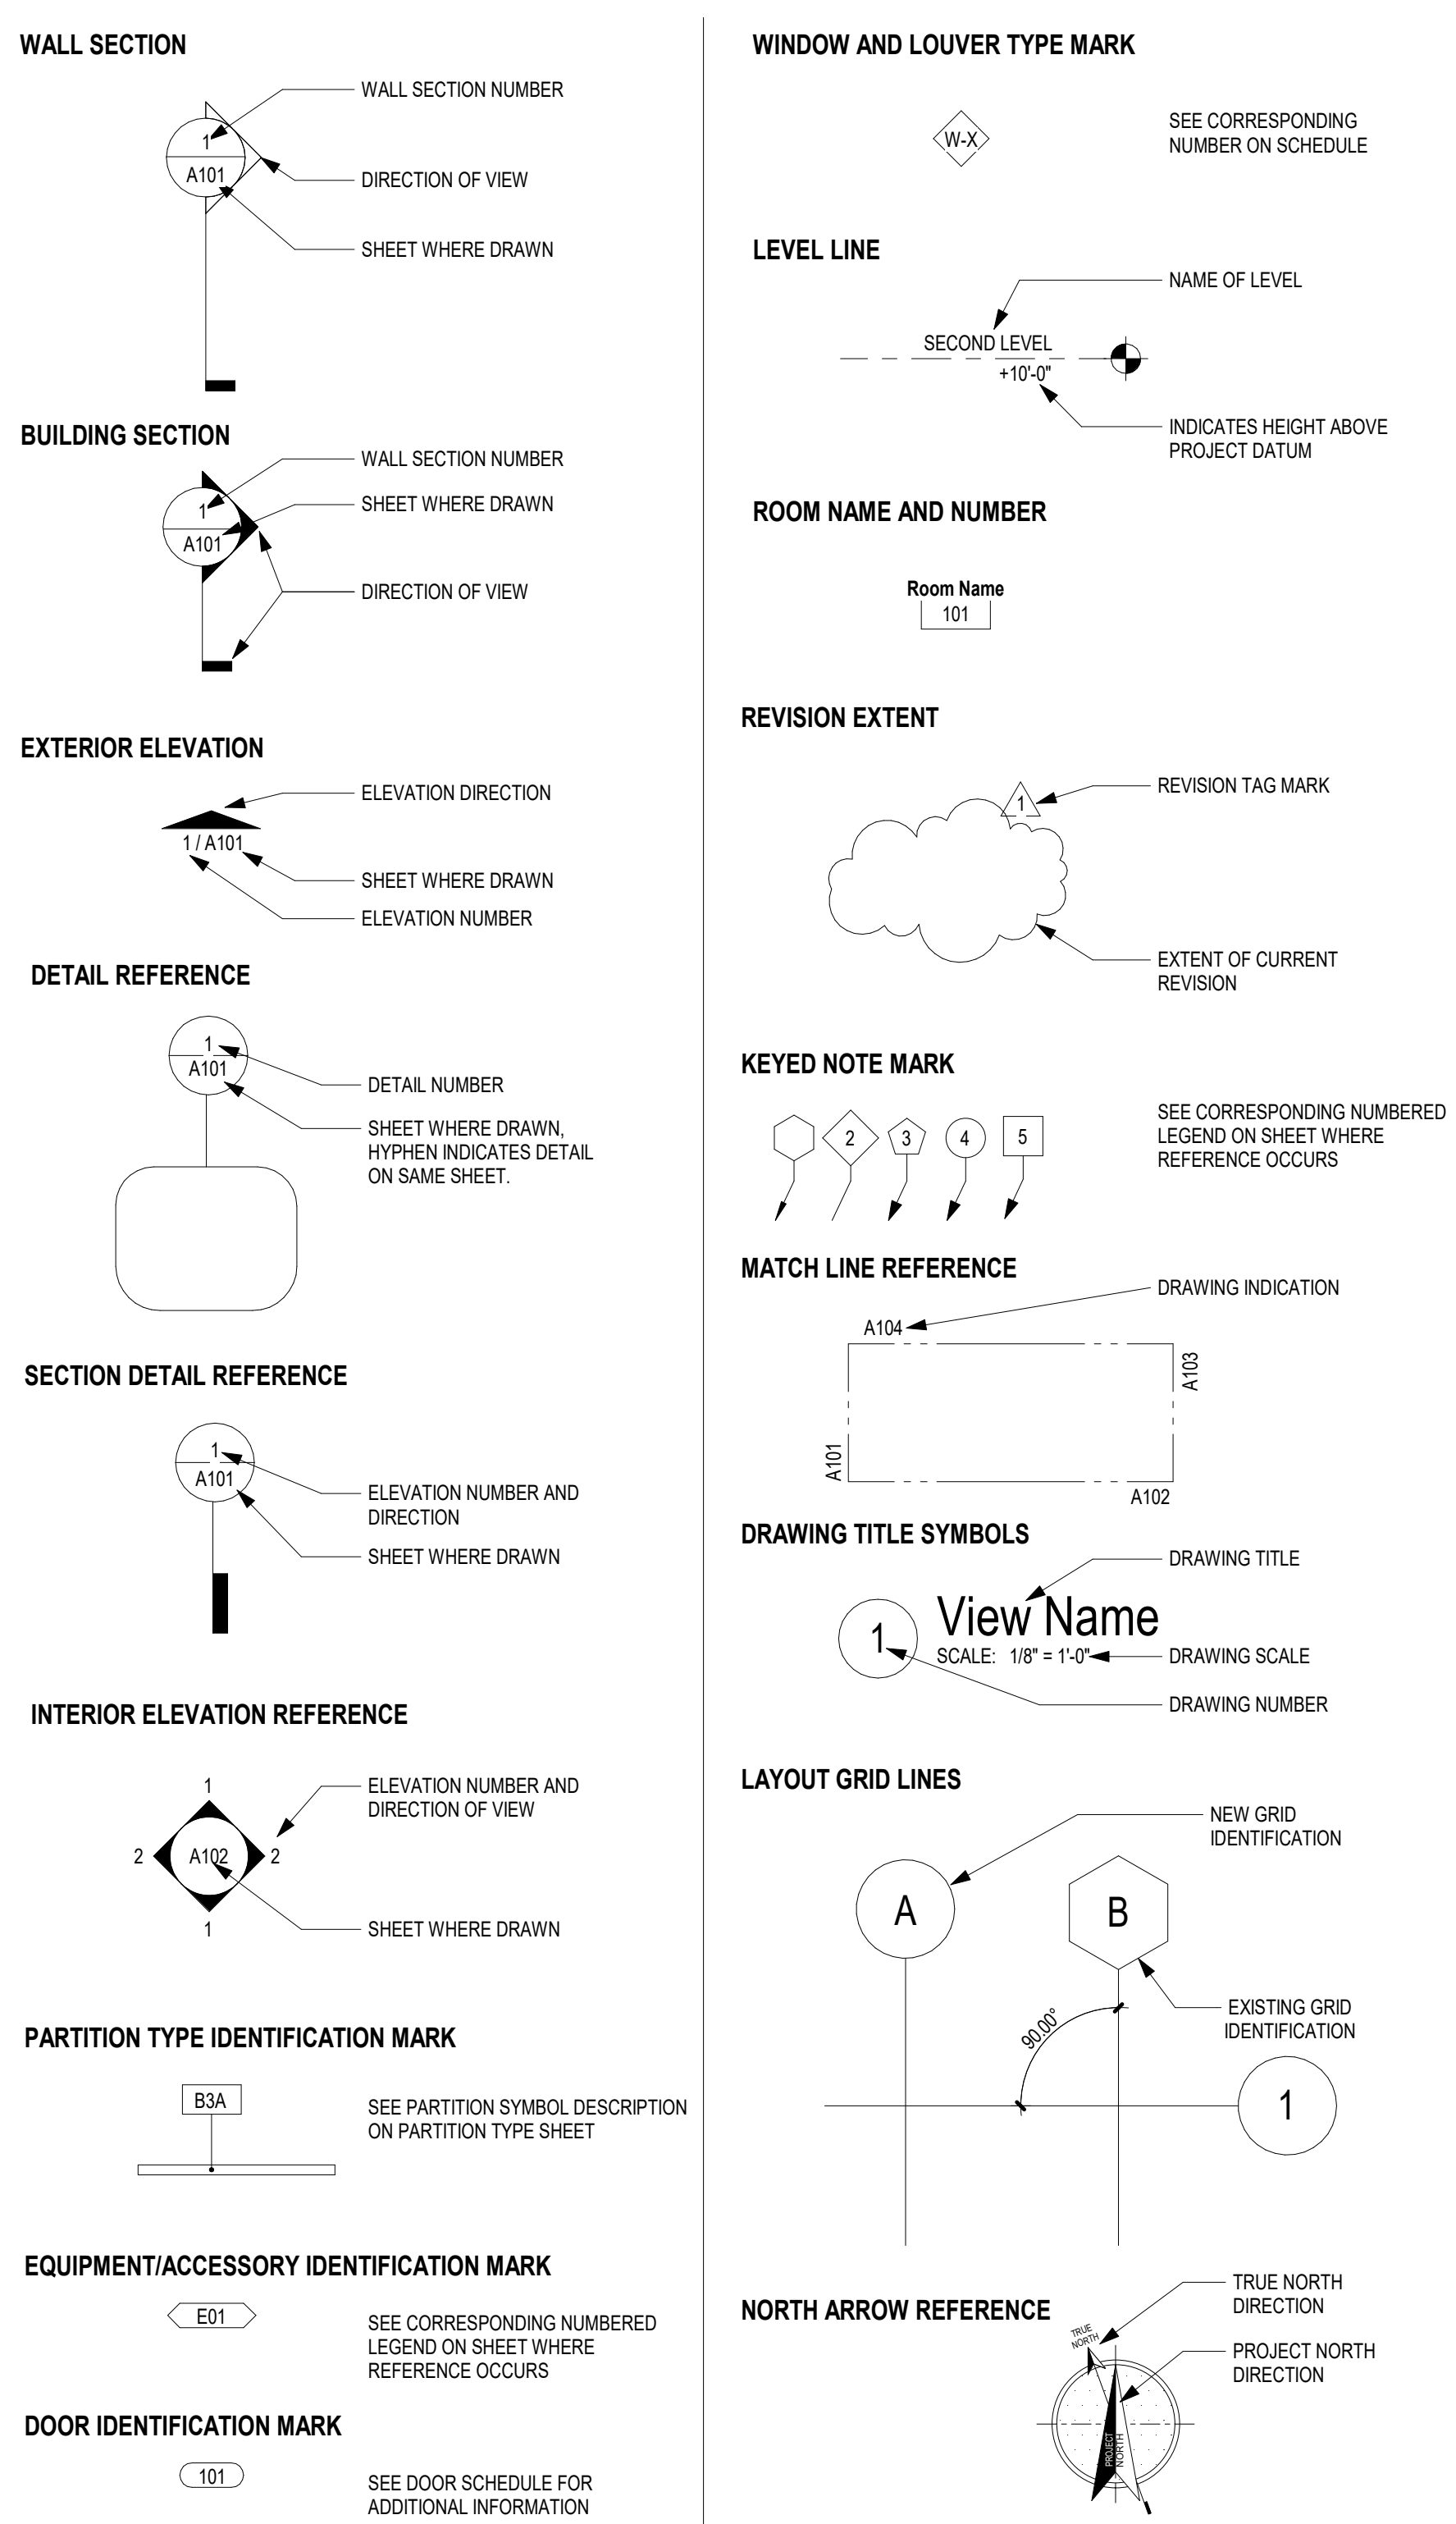 WALL SECTION
WALL SECTION NUMBER
1
A101
DIRECTION OF VIEW
SHEET WHERE DRAWN
BUILDING SECTION
WALL SECTION NUMBER
SHEET WHERE DRAWN
1
A101
DIRECTION OF VIEW
EXTERIOR ELEVATION
ELEVATION DIRECTION
1 / A101
SHEET WHERE DRAWN
ELEVATION NUMBER
DETAIL REFERENCE
1
A101
DETAIL NUMBER
SHEET WHERE DRAWN,
HYPHEN INDICATES DETAIL
ON SAME SHEET.
SECTION DETAIL REFERENCE
1
A101
ELEVATION NUMBER AND
DIRECTION
SHEET WHERE DRAWN
INTERIOR ELEVATION REFERENCE
1
ELEVATION NUMBER AND
DIRECTION OF VIEW
2 A102 2
1
SHEET WHERE DRAWN
PARTITION TYPE IDENTIFICATION MARK
B3A
SEE PARTITION SYMBOL DESCRIPTION
ON PARTITION TYPE SHEET
EQUIPMENT/ACCESSORY IDENTIFICATION MARK
E01
SEE CORRESPONDING NUMBERED
LEGEND ON SHEET WHERE
REFERENCE OCCURS
DOOR IDENTIFICATION MARK
101
SEE DOOR SCHEDULE FOR
ADDITIONAL INFORMATION
WINDOW AND LOUVER TYPE MARK
W-X
SEE CORRESPONDING
NUMBER ON SCHEDULE
LEVEL LINE
NAME OF LEVEL
SECOND LEVEL
+10'-0"
INDICATES HEIGHT ABOVE
PROJECT DATUM
ROOM NAME AND NUMBER
Room Name
101
REVISION EXTENT
REVISION TAG MARK
1
EXTENT OF CURRENT
REVISION
KEYED NOTE MARK
2 3 4 5
SEE CORRESPONDING NUMBERED
LEGEND ON SHEET WHERE
REFERENCE OCCURS
MATCH LINE REFERENCE
DRAWING INDICATION
A104
A103
A101
A102
DRAWING TITLE SYMBOLS
DRAWING TITLE
1
View Name
SCALE: 1/8" = 1'-0"
DRAWING SCALE
DRAWING NUMBER
LAYOUT GRID LINES
NEW GRID
IDENTIFICATION
A
B
EXISTING GRID
IDENTIFICATION
90.00°
1
NORTH ARROW REFERENCE
TRUE NORTH
DIRECTION
TRUE
NORTH
PROJECT NORTH
DIRECTION
PROJECT
NORTH